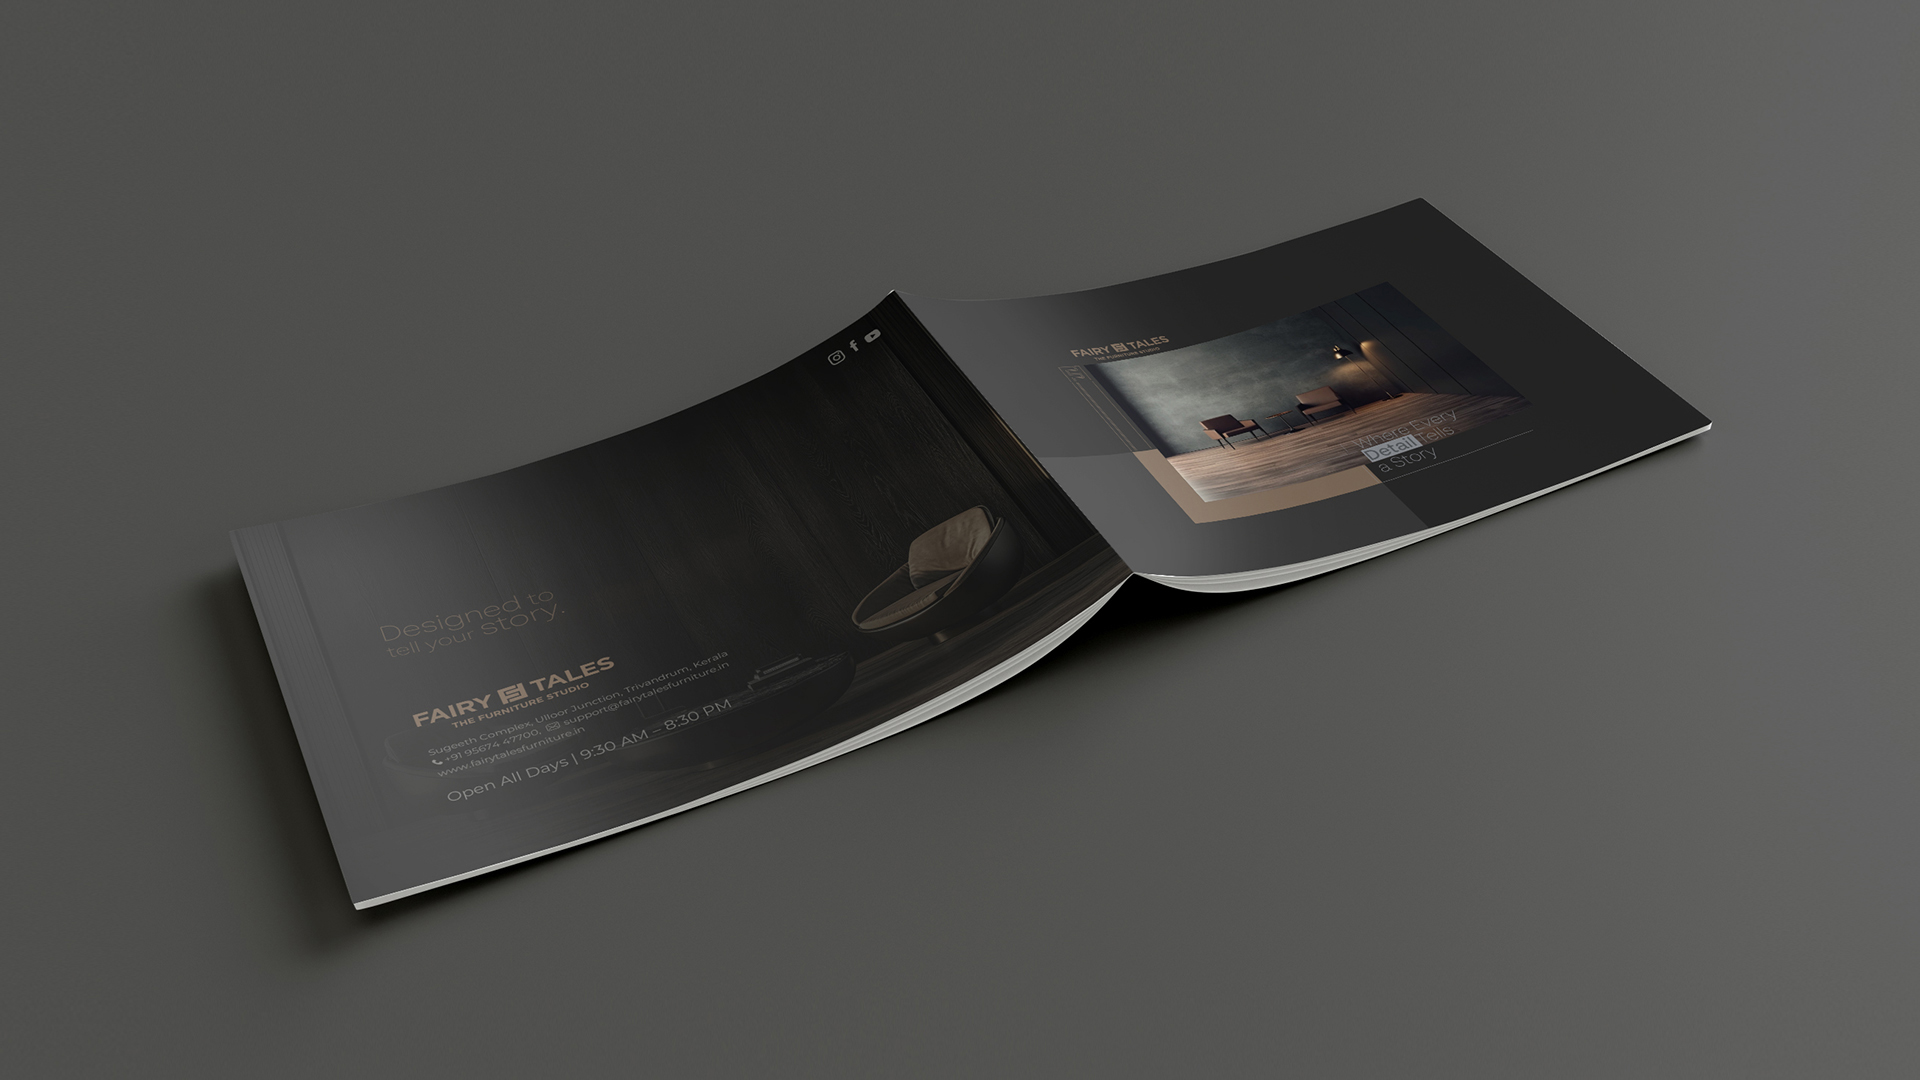 Designed to
tell your story.
FAIRY TALES
THE FURNITURE STUDIO
Sugeeth Complex, Ulloor Junction, Trivandrum, Kerala
+91 95674 47700, support@fairytalesfurniture.in
www.fairytalesfurniture.in
Open All Days | 9:30 AM – 8:30 PM
FAIRY TALES
THE FURNITURE STUDIO
Where Every
Detail Tells
a Story